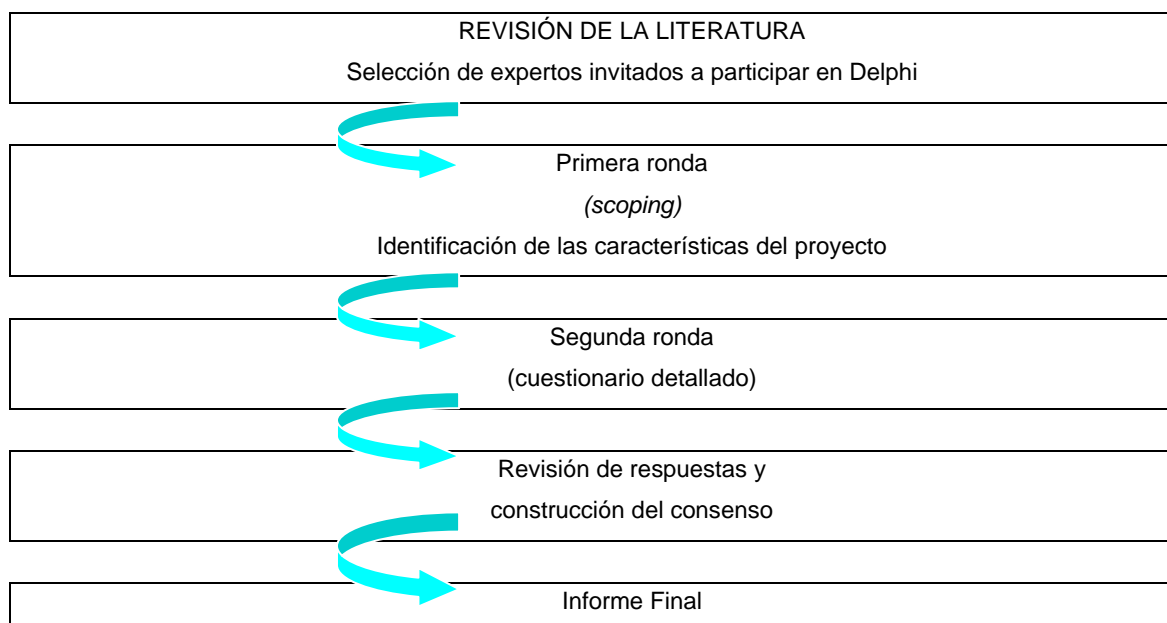 REVISIÓN DE LA LITERATURA
Selección de expertos invitados a participar en Delphi
Primera ronda
(scoping)
Identificación de las características del proyecto
Segunda ronda
(cuestionario detallado)
Revisión de respuestas y
construcción del consenso
Informe Final